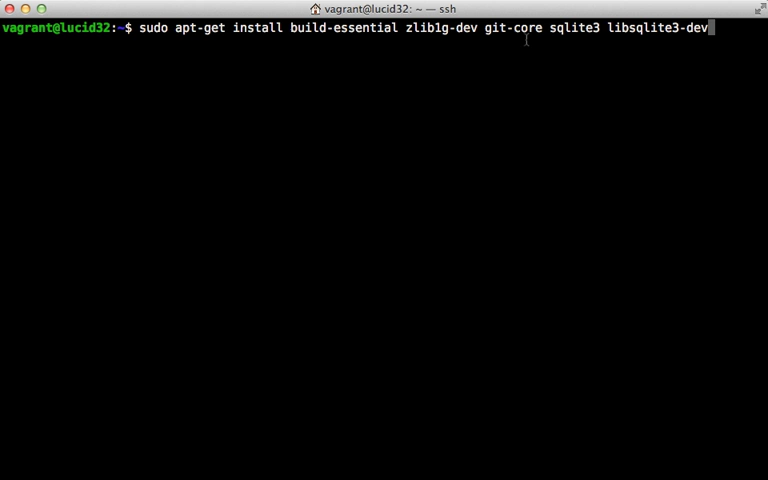 vagrant@lucid32: ~ — ssh
vagrant@lucid32:~$ sudo apt-get install build-essential zlib1g-dev git-core sqlite3 libsqlite3-dev